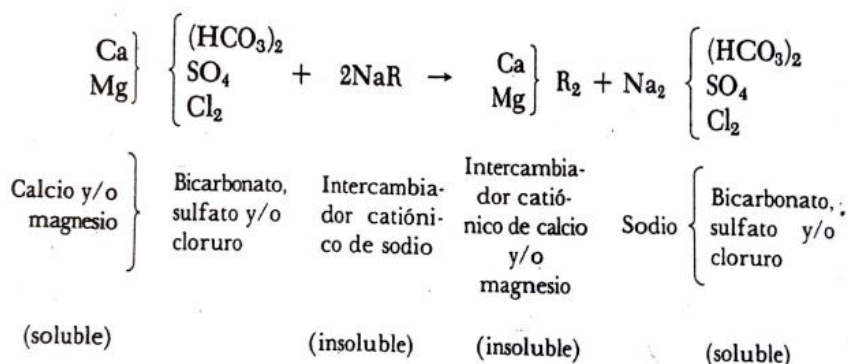 Ca
Mg
(HCO₃)₂
SO₄
Cl₂
+ 2NaR →
Ca
Mg
R₂ + Na₂
(HCO₃)₂
SO₄
Cl₂
Calcio y/o
magnesio
Bicarbonato,
sulfato y/o
cloruro
Intercambia-
dor catióni-
co de sodio
Intercambia-
dor catió-
nico de calcio
y/o
magnesio
Sodio
Bicarbonato,
sulfato y/o
cloruro
(soluble)
(insoluble)
(insoluble)
(soluble)